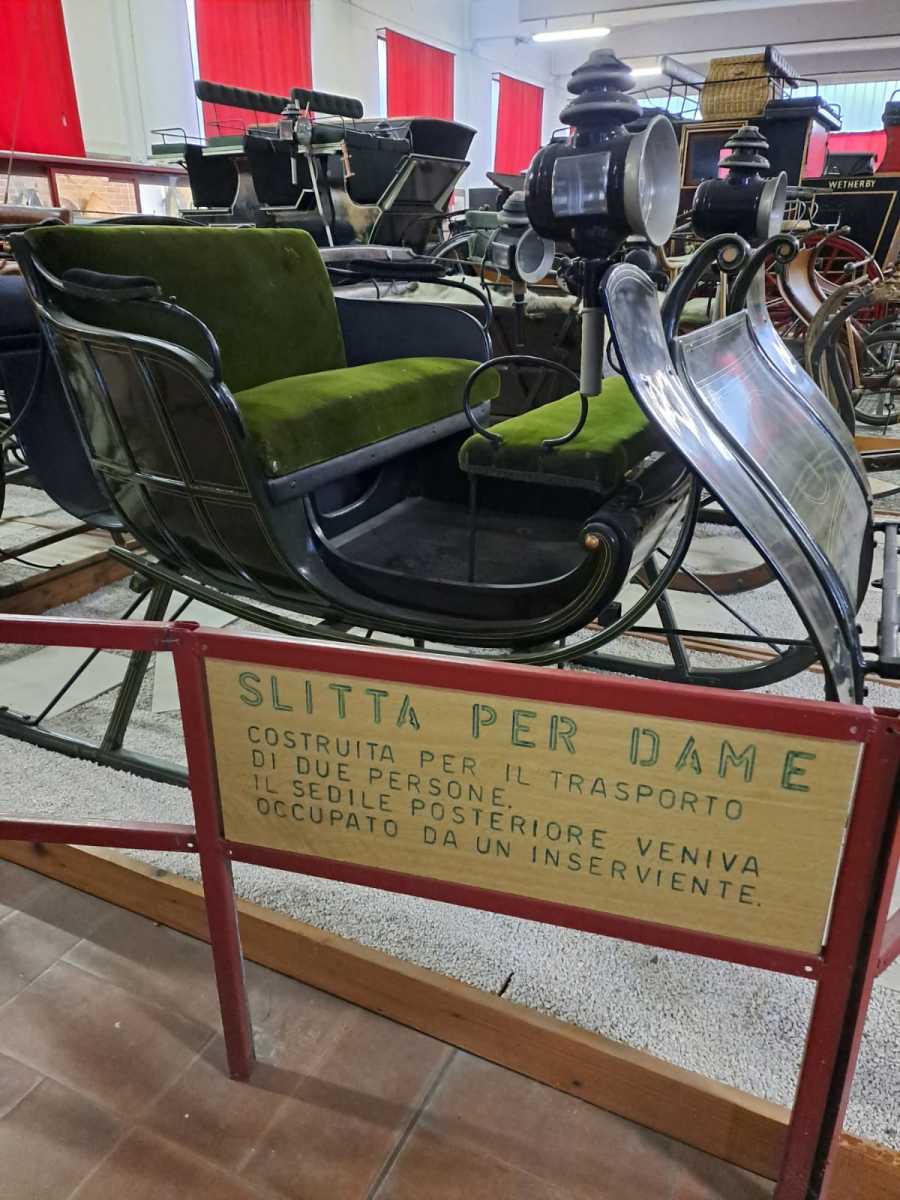 WETHERBY
SLITTA PER DAME
COSTRUITA PER IL TRASPORTO
DI DUE PERSONE.
IL SEDILE POSTERIORE VENIVA
OCCUPATO DA UN INSERVIENTE.